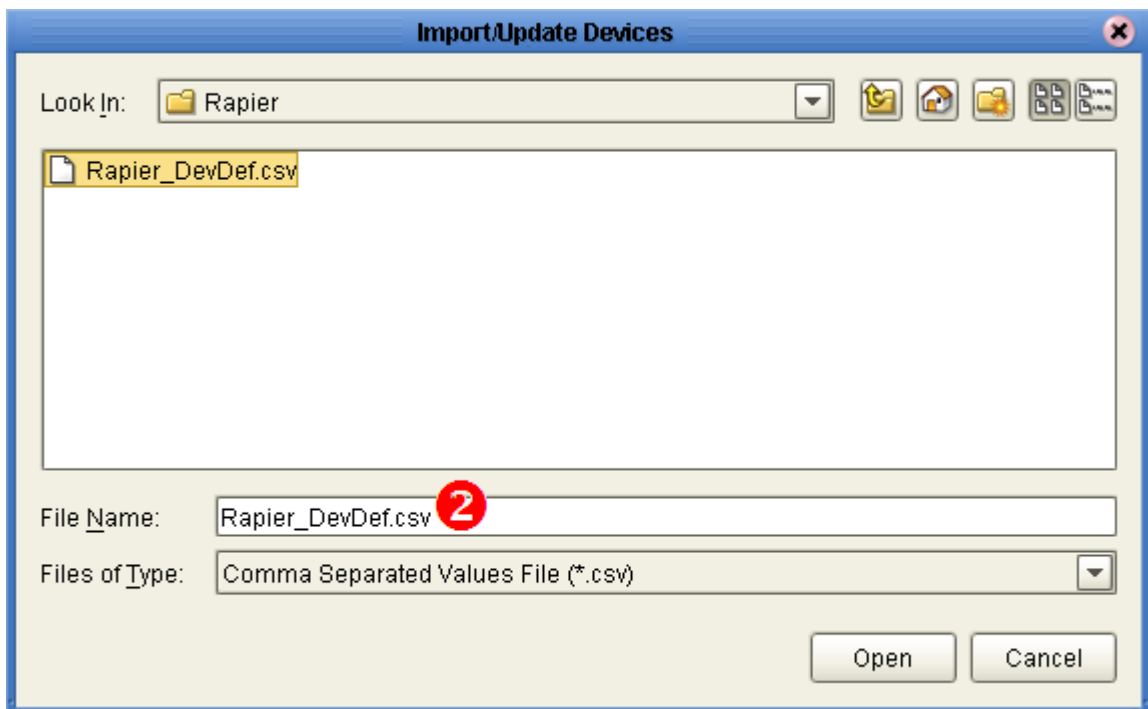 Import/Update Devices
Look In: Rapier
Rapier_DevDef.csv
File Name: Rapier_DevDef.csv 2
Files of Type: Comma Separated Values File (*.csv)
Open Cancel